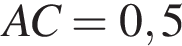 AC = 0,5